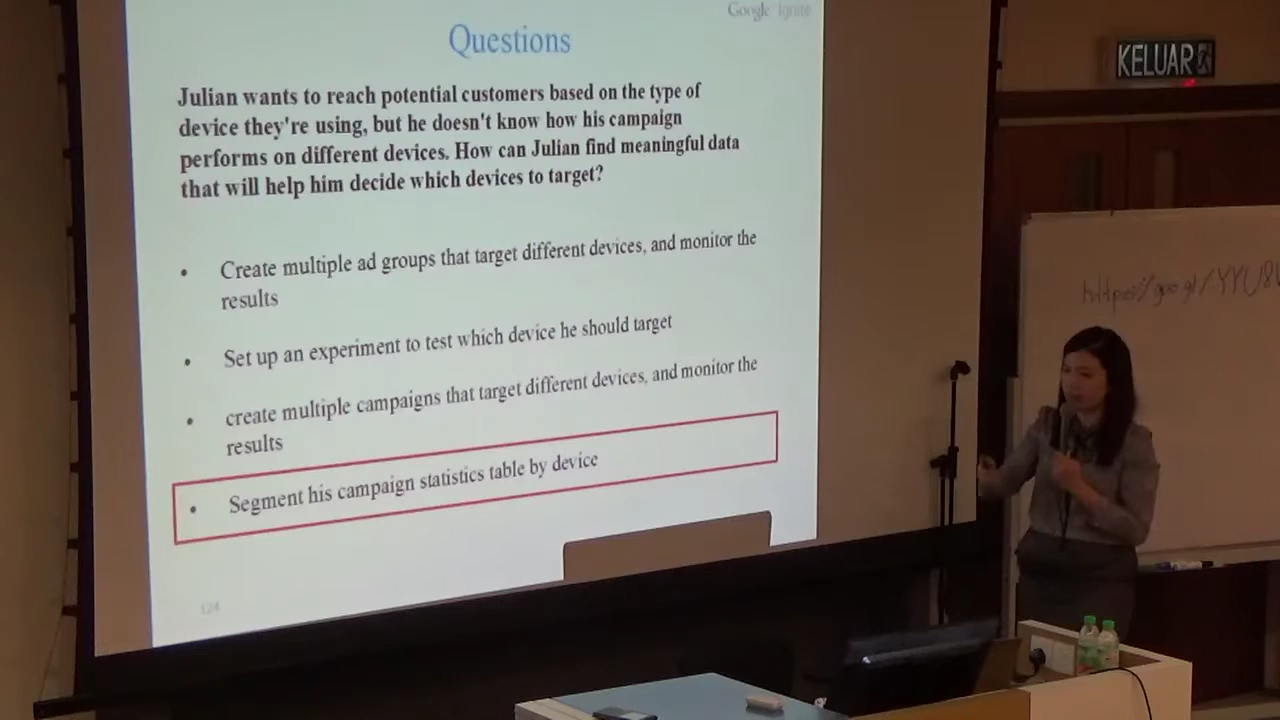 Google Ignite
Questions
Julian wants to reach potential customers based on the type of
device they're using, but he doesn't know how his campaign
performs on different devices. How can Julian find meaningful data
that will help him decide which devices to target?
• Create multiple ad groups that target different devices, and monitor the
results
• Set up an experiment to test which device he should target
• create multiple campaigns that target different devices, and monitor the
results
• Segment his campaign statistics table by device
124
KELUAR